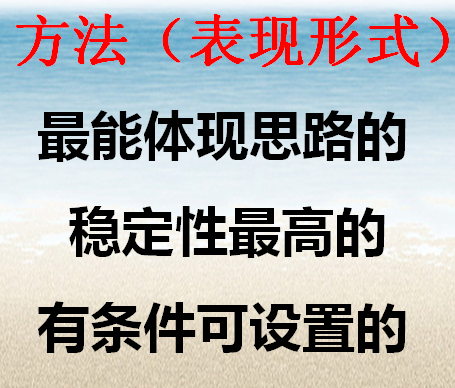 方法（表现形式）
最能体现思路的
稳定性最高的
有条件可设置的